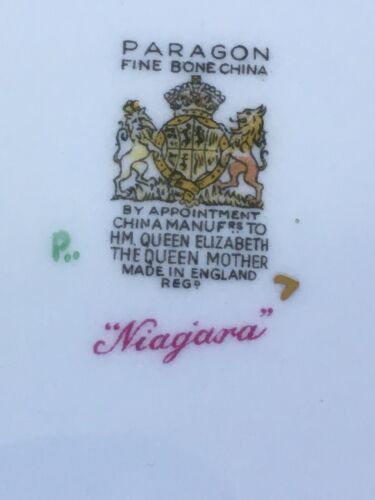 PARAGON
FINE BONE CHINA
BY APPOINTMENT
CHINA MANUFRS TO
H.M. QUEEN ELIZABETH
THE QUEEN MOTHER
MADE IN ENGLAND
REGD
P..
7
"Niagara"